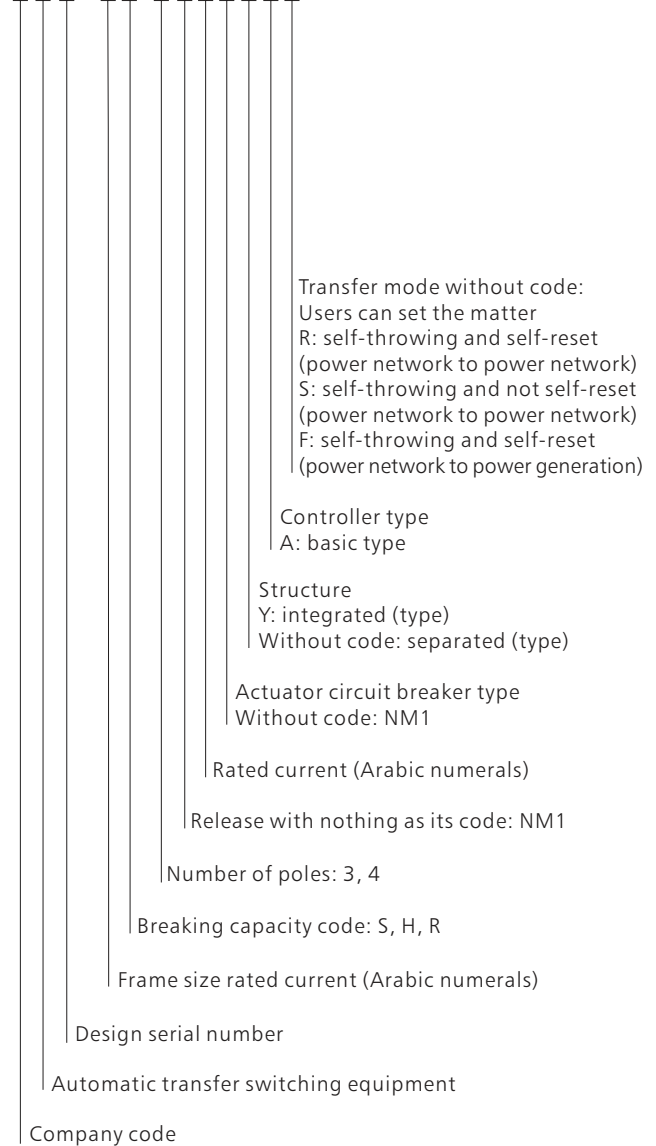 Transfer mode without code:
Users can set the matter
R: self-throwing and self-reset
(power network to power network)
S: self-throwing and not self-reset
(power network to power network)
F: self-throwing and self-reset
(power network to power generation)
Controller type
A: basic type
Structure
Y: integrated (type)
Without code: separated (type)
Actuator circuit breaker type
Without code: NM1
Rated current (Arabic numerals)
Release with nothing as its code: NM1
Number of poles: 3, 4
Breaking capacity code: S, H, R
Frame size rated current (Arabic numerals)
Design serial number
Automatic transfer switching equipment
Company code